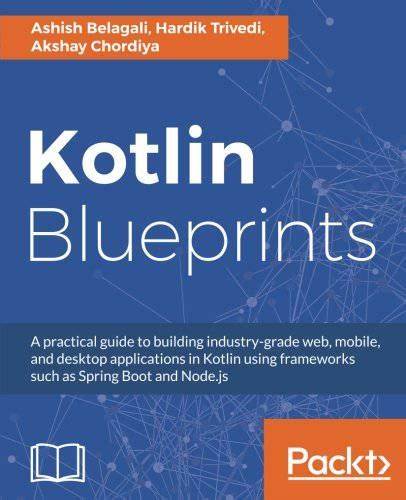 Ashish Belagali, Hardik Trivedi,
Akshay Chordiya
Kotlin
Blueprints
A practical guide to building industry-grade web, mobile,
and desktop applications in Kotlin using frameworks
such as Spring Boot and Node.js
Packt>